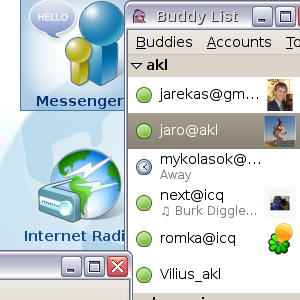 HELLO
Messenger
Internet Radi
Buddy List
Buddies Accounts To
akl
jarekas@gm...
jaro@akl
mykolasok@...
Away
next@icq
♫ Burk Diggle...
romka@icq
Vilius_akl